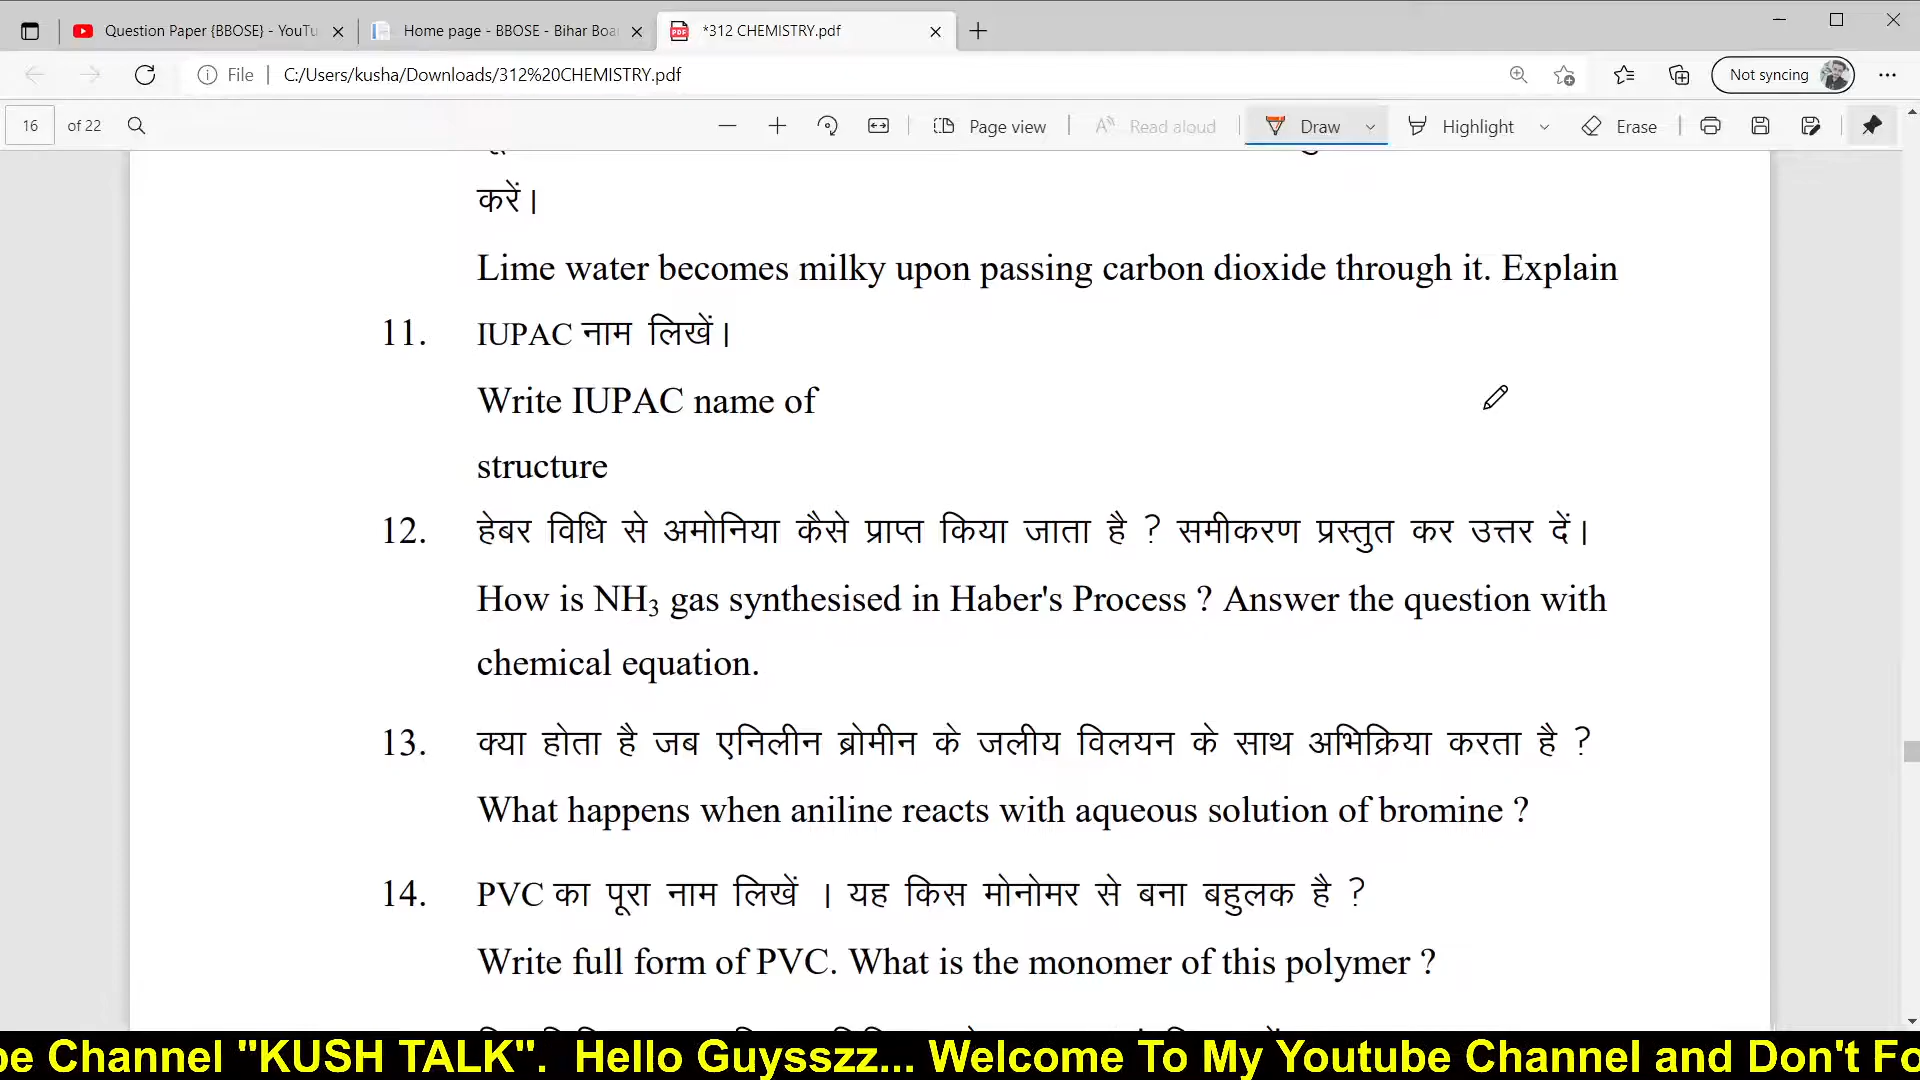 Question Paper {BBOSE} - YouTu
Home page - BBOSE - Bihar Boa
*312 CHEMISTRY.pdf
File
C:/Users/kusha/Downloads/312%20CHEMISTRY.pdf
Not syncing
16 of 22
Page view
Read aloud
Draw
Highlight
Erase
करें।
Lime water becomes milky upon passing carbon dioxide through it. Explain
11. IUPAC नाम लिखें।
Write IUPAC name of
structure
12. हेबर विधि से अमोनिया कैसे प्राप्त किया जाता है ? समीकरण प्रस्तुत कर उत्तर दें।
How is NH₃ gas synthesised in Haber's Process ? Answer the question with
chemical equation.
13. क्या होता है जब एनिलीन ब्रोमीन के जलीय विलयन के साथ अभिक्रिया करता है ?
What happens when aniline reacts with aqueous solution of bromine ?
14. PVC का पूरा नाम लिखें । यह किस मोनोमर से बना बहुलक है ?
Write full form of PVC. What is the monomer of this polymer ?
be Channel "KUSH TALK". Hello Guysszz... Welcome To My Youtube Channel and Don't Fo